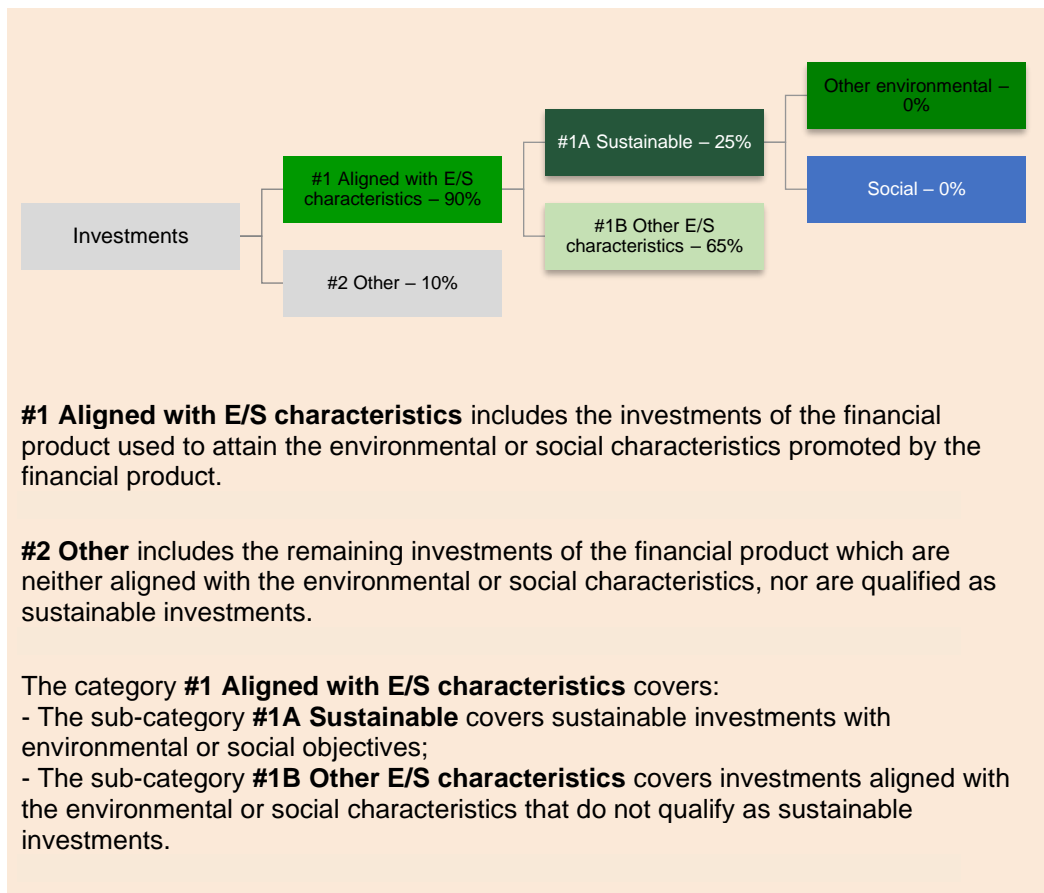 Other environmental –
0%
#1A Sustainable – 25%
#1 Aligned with E/S
characteristics – 90%
Social – 0%
Investments
#1B Other E/S
characteristics – 65%
#2 Other – 10%
#1 Aligned with E/S characteristics includes the investments of the financial
product used to attain the environmental or social characteristics promoted by the
financial product.
#2 Other includes the remaining investments of the financial product which are
neither aligned with the environmental or social characteristics, nor are qualified as
sustainable investments.
The category #1 Aligned with E/S characteristics covers:
- The sub-category #1A Sustainable covers sustainable investments with
environmental or social objectives;
- The sub-category #1B Other E/S characteristics covers investments aligned with
the environmental or social characteristics that do not qualify as sustainable
investments.